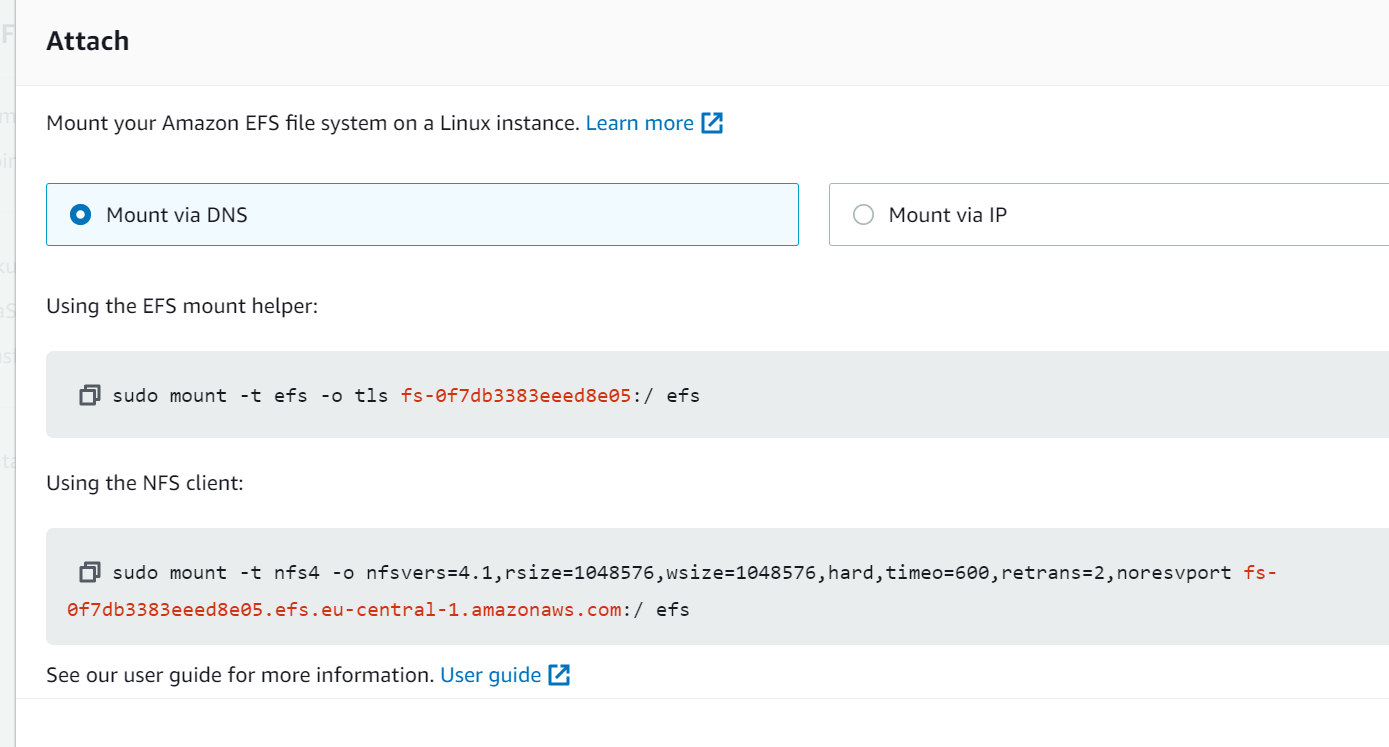 Attach
Mount your Amazon EFS file system on a Linux instance. Learn more
Mount via DNS
Mount via IP
Using the EFS mount helper:
sudo mount -t efs -o tls fs-0f7db3383eeed8e05:/ efs
Using the NFS client:
sudo mount -t nfs4 -o nfsvers=4.1,rsize=1048576,wsize=1048576,hard,timeo=600,retrans=2,noresvport fs-
0f7db3383eeed8e05.efs.eu-central-1.amazonaws.com:/ efs
See our user guide for more information. User guide